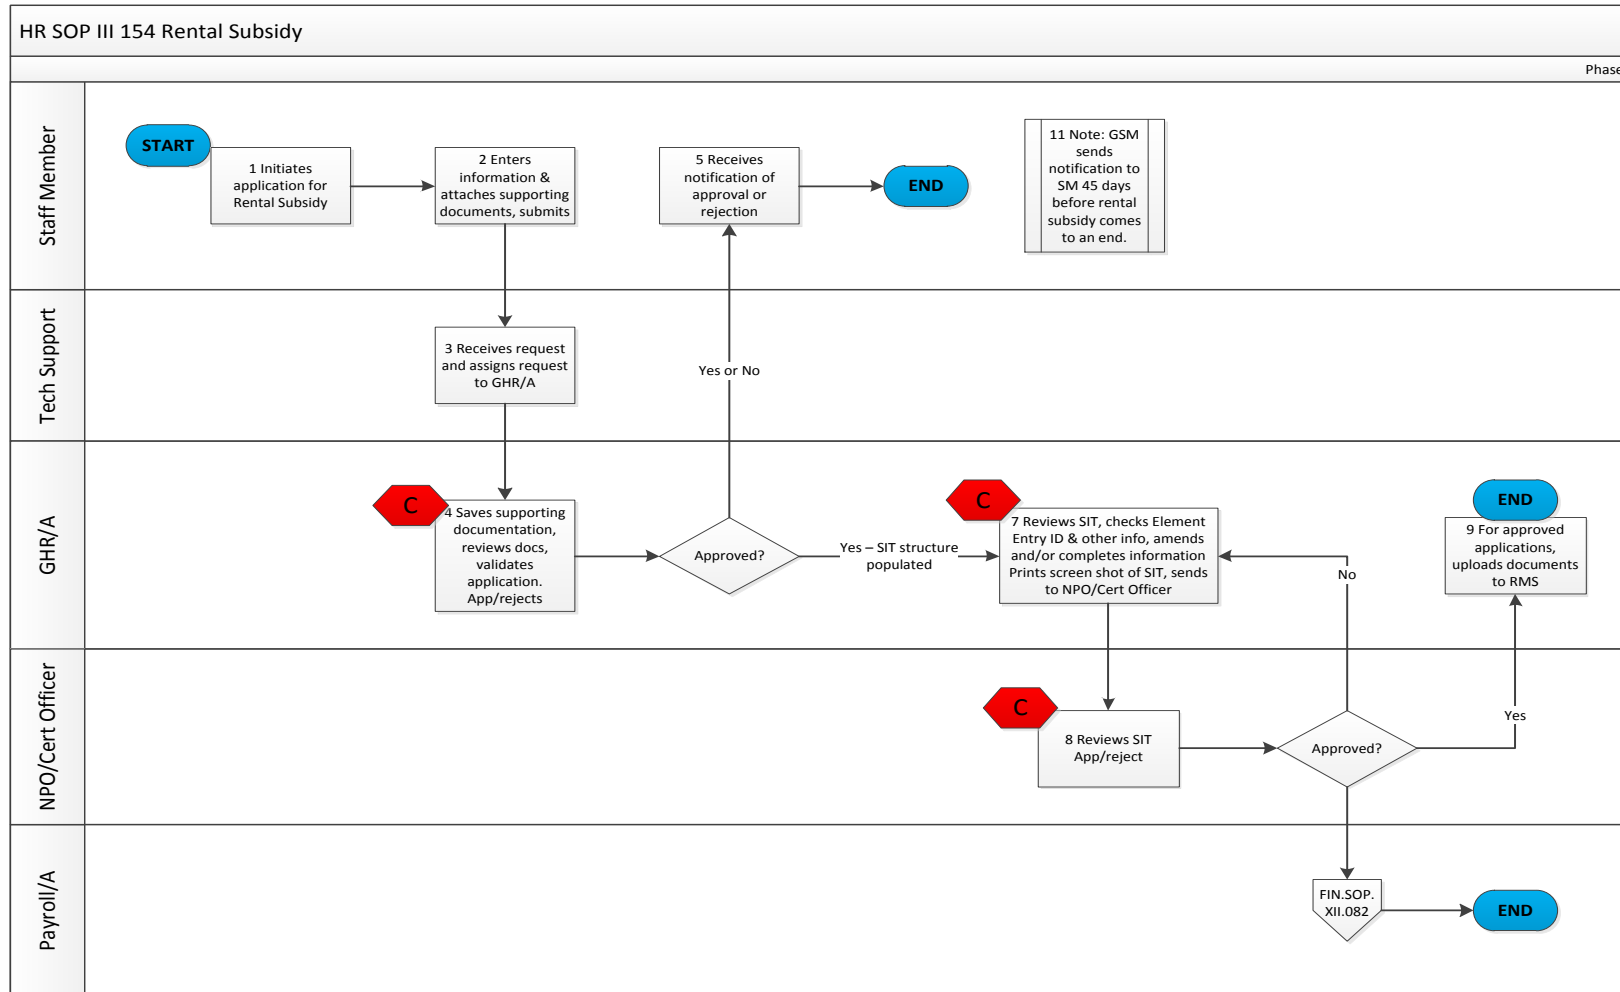 HR SOP III 154 Rental Subsidy
Phase
Staff Member
START
1 Initiates
application for
Rental Subsidy
2 Enters
information &
attaches supporting
documents, submits
5 Receives
notification of
approval or
rejection
END
11 Note: GSM
sends
notification to
SM 45 days
before rental
subsidy comes
to an end.
Tech Support
3 Receives request
and assigns request
to GHR/A
Yes or No
GHR/A
C
4 Saves supporting
documentation,
reviews docs,
validates
application.
App/rejects
Approved?
Yes – SIT structure
populated
C
7 Reviews SIT, checks Element
Entry ID & other info, amends
and/or completes information
Prints screen shot of SIT, sends
to NPO/Cert Officer
No
END
9 For approved
applications,
uploads documents
to RMS
NPO/Cert Officer
C
8 Reviews SIT
App/reject
Approved?
Yes
Payroll/A
FIN.SOP.
XII.082
END